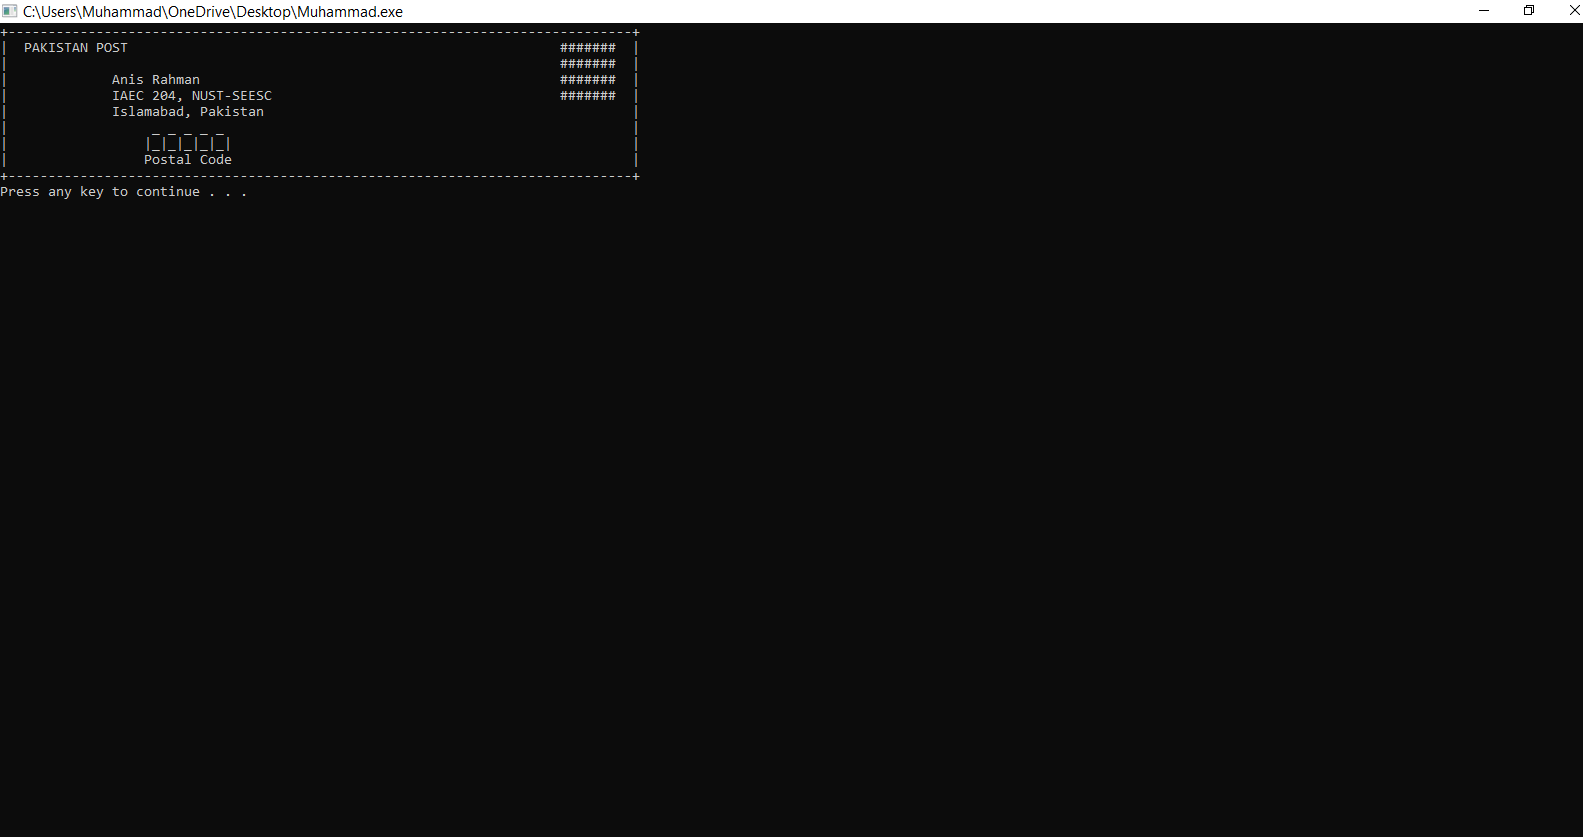 C:\Users\Muhammad\OneDrive\Desktop\Muhammad.exe
+------------------------------------------------------------------------------+
|  PAKISTAN POST                                                      #######  |
|                                                                     #######  |
|             Anis Rahman                                             #######  |
|             IAEC 204, NUST-SEESC                                    #######  |
|             Islamabad, Pakistan                                              |
|                  _ _ _ _ _                                                   |
|                 |_|_|_|_|_|                                                  |
|                 Postal Code                                                  |
+------------------------------------------------------------------------------+
Press any key to continue . . .